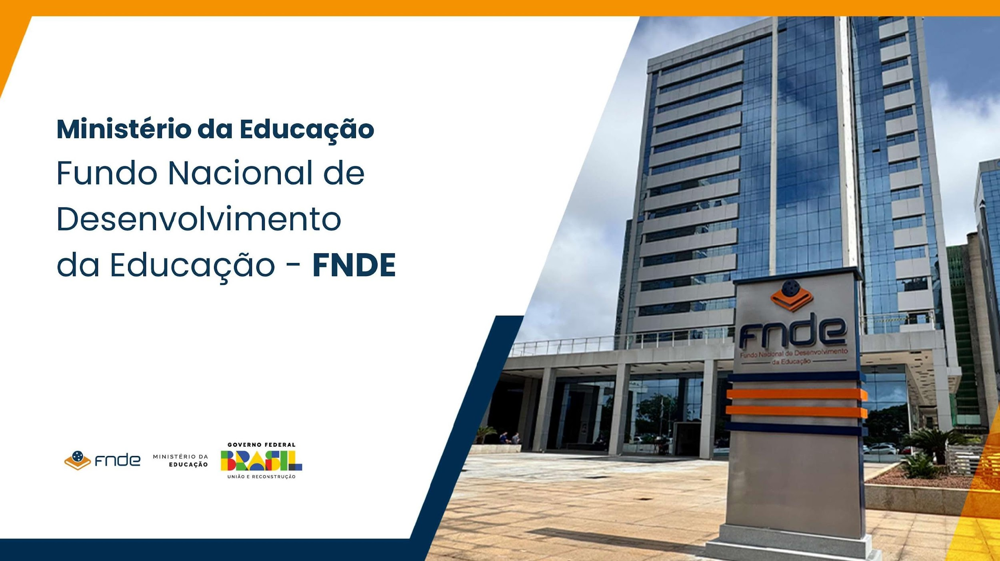 Ministério da Educação
Fundo Nacional de
Desenvolvimento
da Educação - FNDE
fnde
MINISTÉRIO DA
EDUCAÇÃO
GOVERNO FEDERAL
BRASIL
UNIÃO E RECONSTRUÇÃO
fnde
Fundo Nacional de Desenvolvimento
da Educação